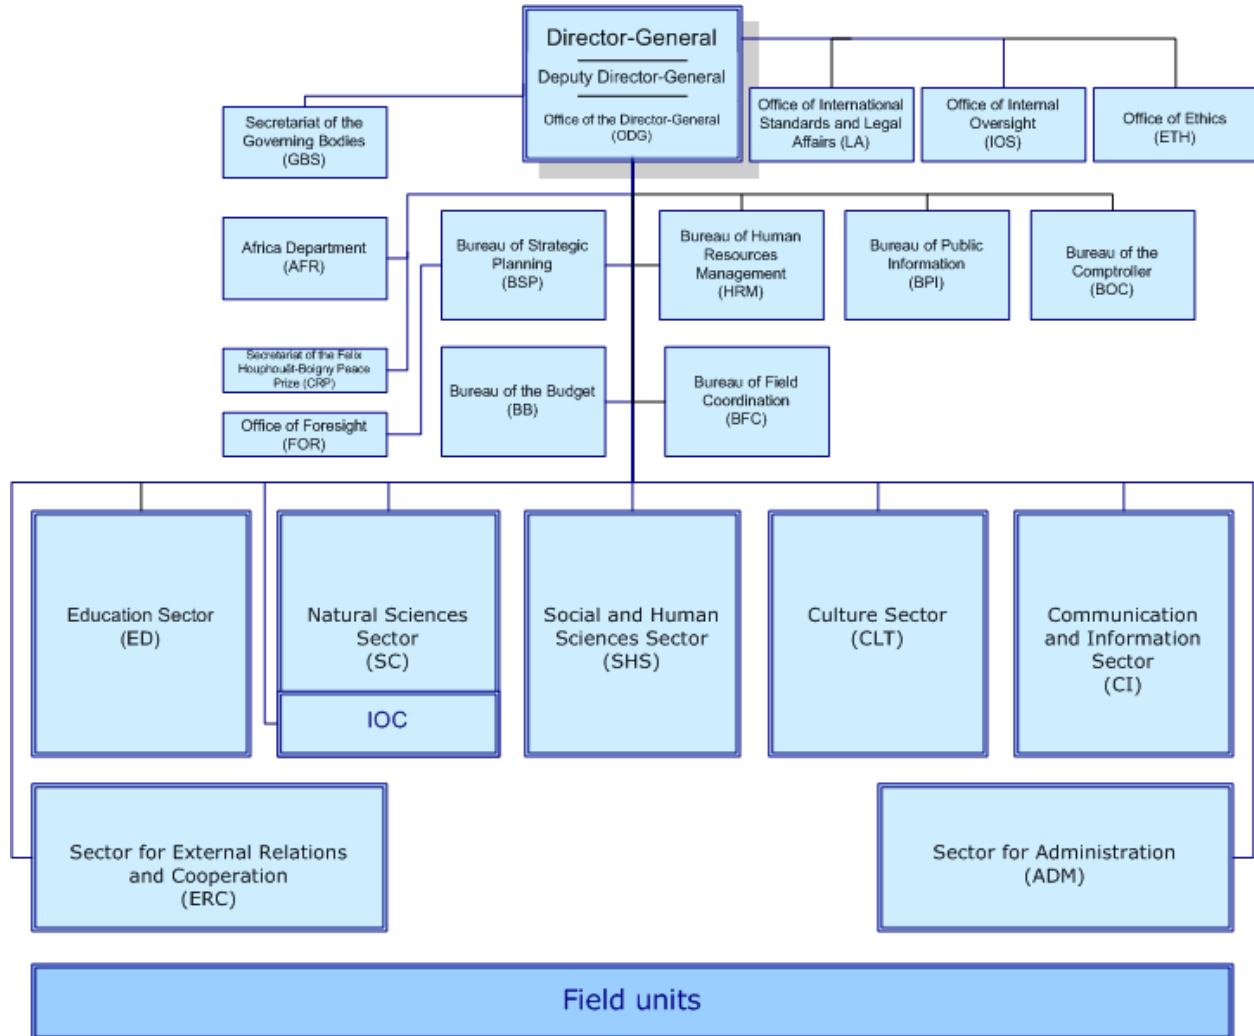 Director-General
Deputy Director-General
Office of the Director-General
(ODG)
Secretariat of the
Governing Bodies
(GBS)
Office of International
Standards and Legal
Affairs (LA)
Office of Internal
Oversight
(IOS)
Office of Ethics
(ETH)
Africa Department
(AFR)
Bureau of Strategic
Planning
(BSP)
Bureau of Human
Resources
Management
(HRM)
Bureau of Public
Information
(BPI)
Bureau of the
Comptroller
(BOC)
Secretariat of the Felix
Houphouët-Boigny Peace
Prize (CRP)
Office of Foresight
(FOR)
Bureau of the Budget
(BB)
Bureau of Field
Coordination
(BFC)
Education Sector
(ED)
Natural Sciences
Sector
(SC)
IOC
Social and Human
Sciences Sector
(SHS)
Culture Sector
(CLT)
Communication
and Information
Sector
(CI)
Sector for External Relations
and Cooperation
(ERC)
Sector for Administration
(ADM)
Field units